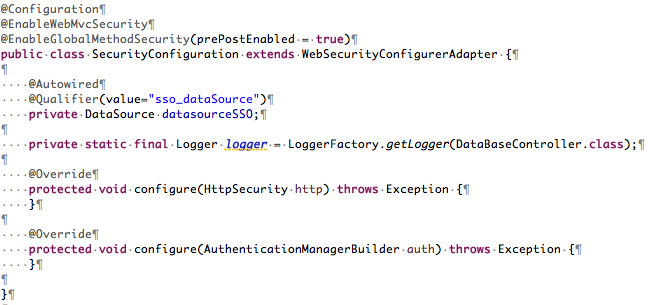 @Configuration¶
@EnableWebMvcSecurity¶
@EnableGlobalMethodSecurity(prePostEnabled·=·true)¶
public·class·SecurityConfiguration·extends·WebSecurityConfigurerAdapter·{¶
¶
····@Autowired¶
····@Qualifier(value="sso_dataSource")¶
····private·DataSource·datasourceSSO;¶
¶
····private·static·final·Logger·logger·=·LoggerFactory.getLogger(DataBaseController.class);¶
¶
····@Override¶
····protected·void·configure(HttpSecurity·http)·throws·Exception·{¶
····}¶
¶
····@Override¶
····protected·void·configure(AuthenticationManagerBuilder·auth)·throws·Exception·{¶
····}¶
¶
}¶